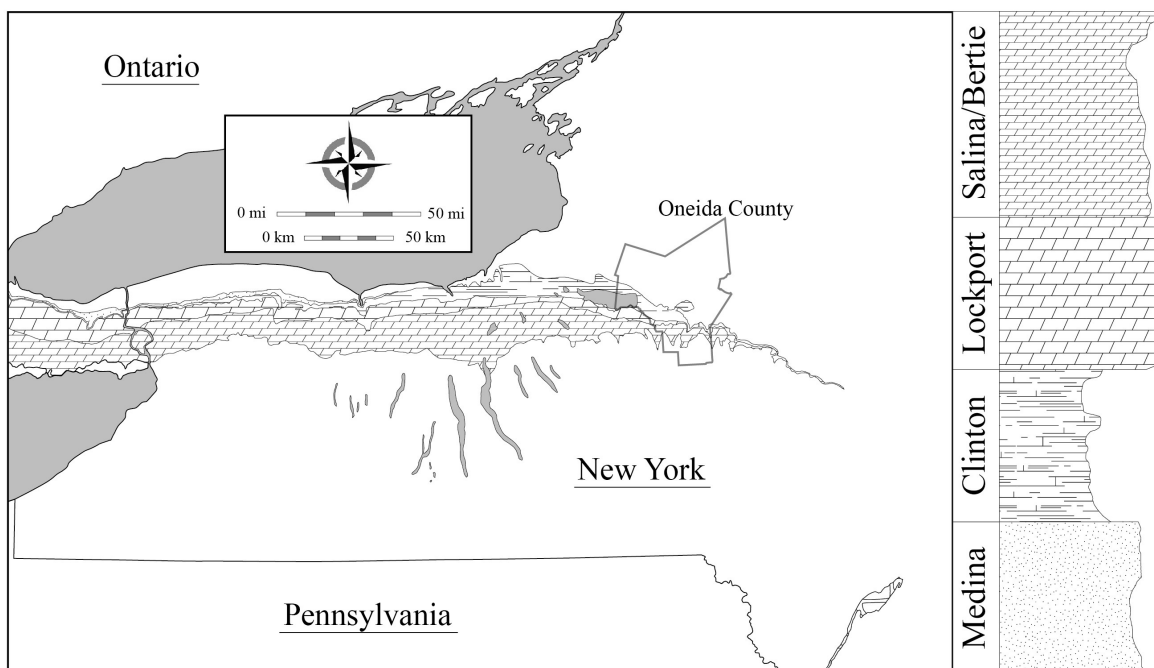 Ontario
0 mi 50 mi
0 km 50 km
Oneida County
New York
Pennsylvania
Salina/Bertie
Lockport
Clinton
Medina